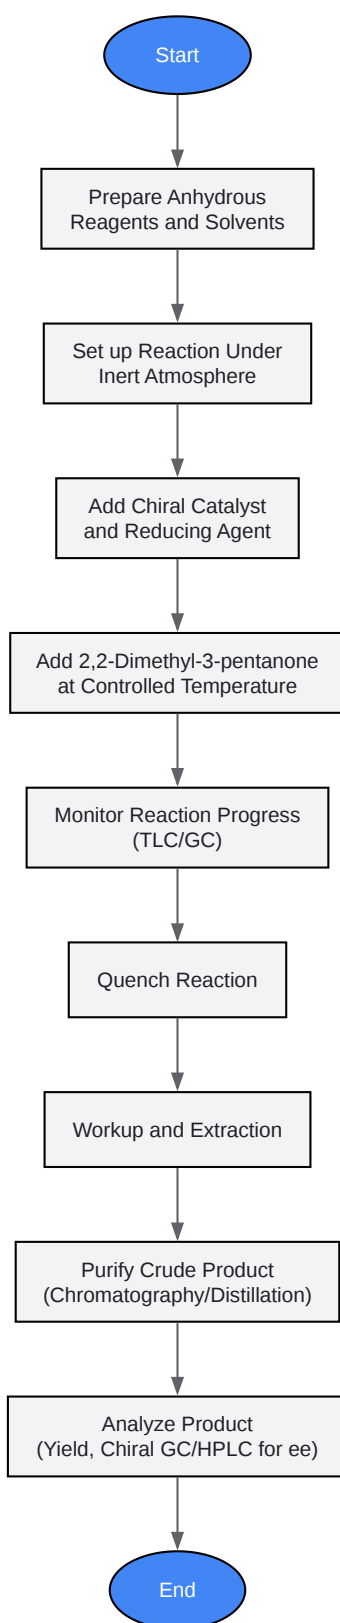 Start
Prepare Anhydrous
Reagents and Solvents
Set up Reaction Under
Inert Atmosphere
Add Chiral Catalyst
and Reducing Agent
Add 2,2-Dimethyl-3-pentanone
at Controlled Temperature
Monitor Reaction Progress
(TLC/GC)
Quench Reaction
Workup and Extraction
Purify Crude Product
(Chromatography/Distillation)
Analyze Product
(Yield, Chiral GC/HPLC for ee)
End